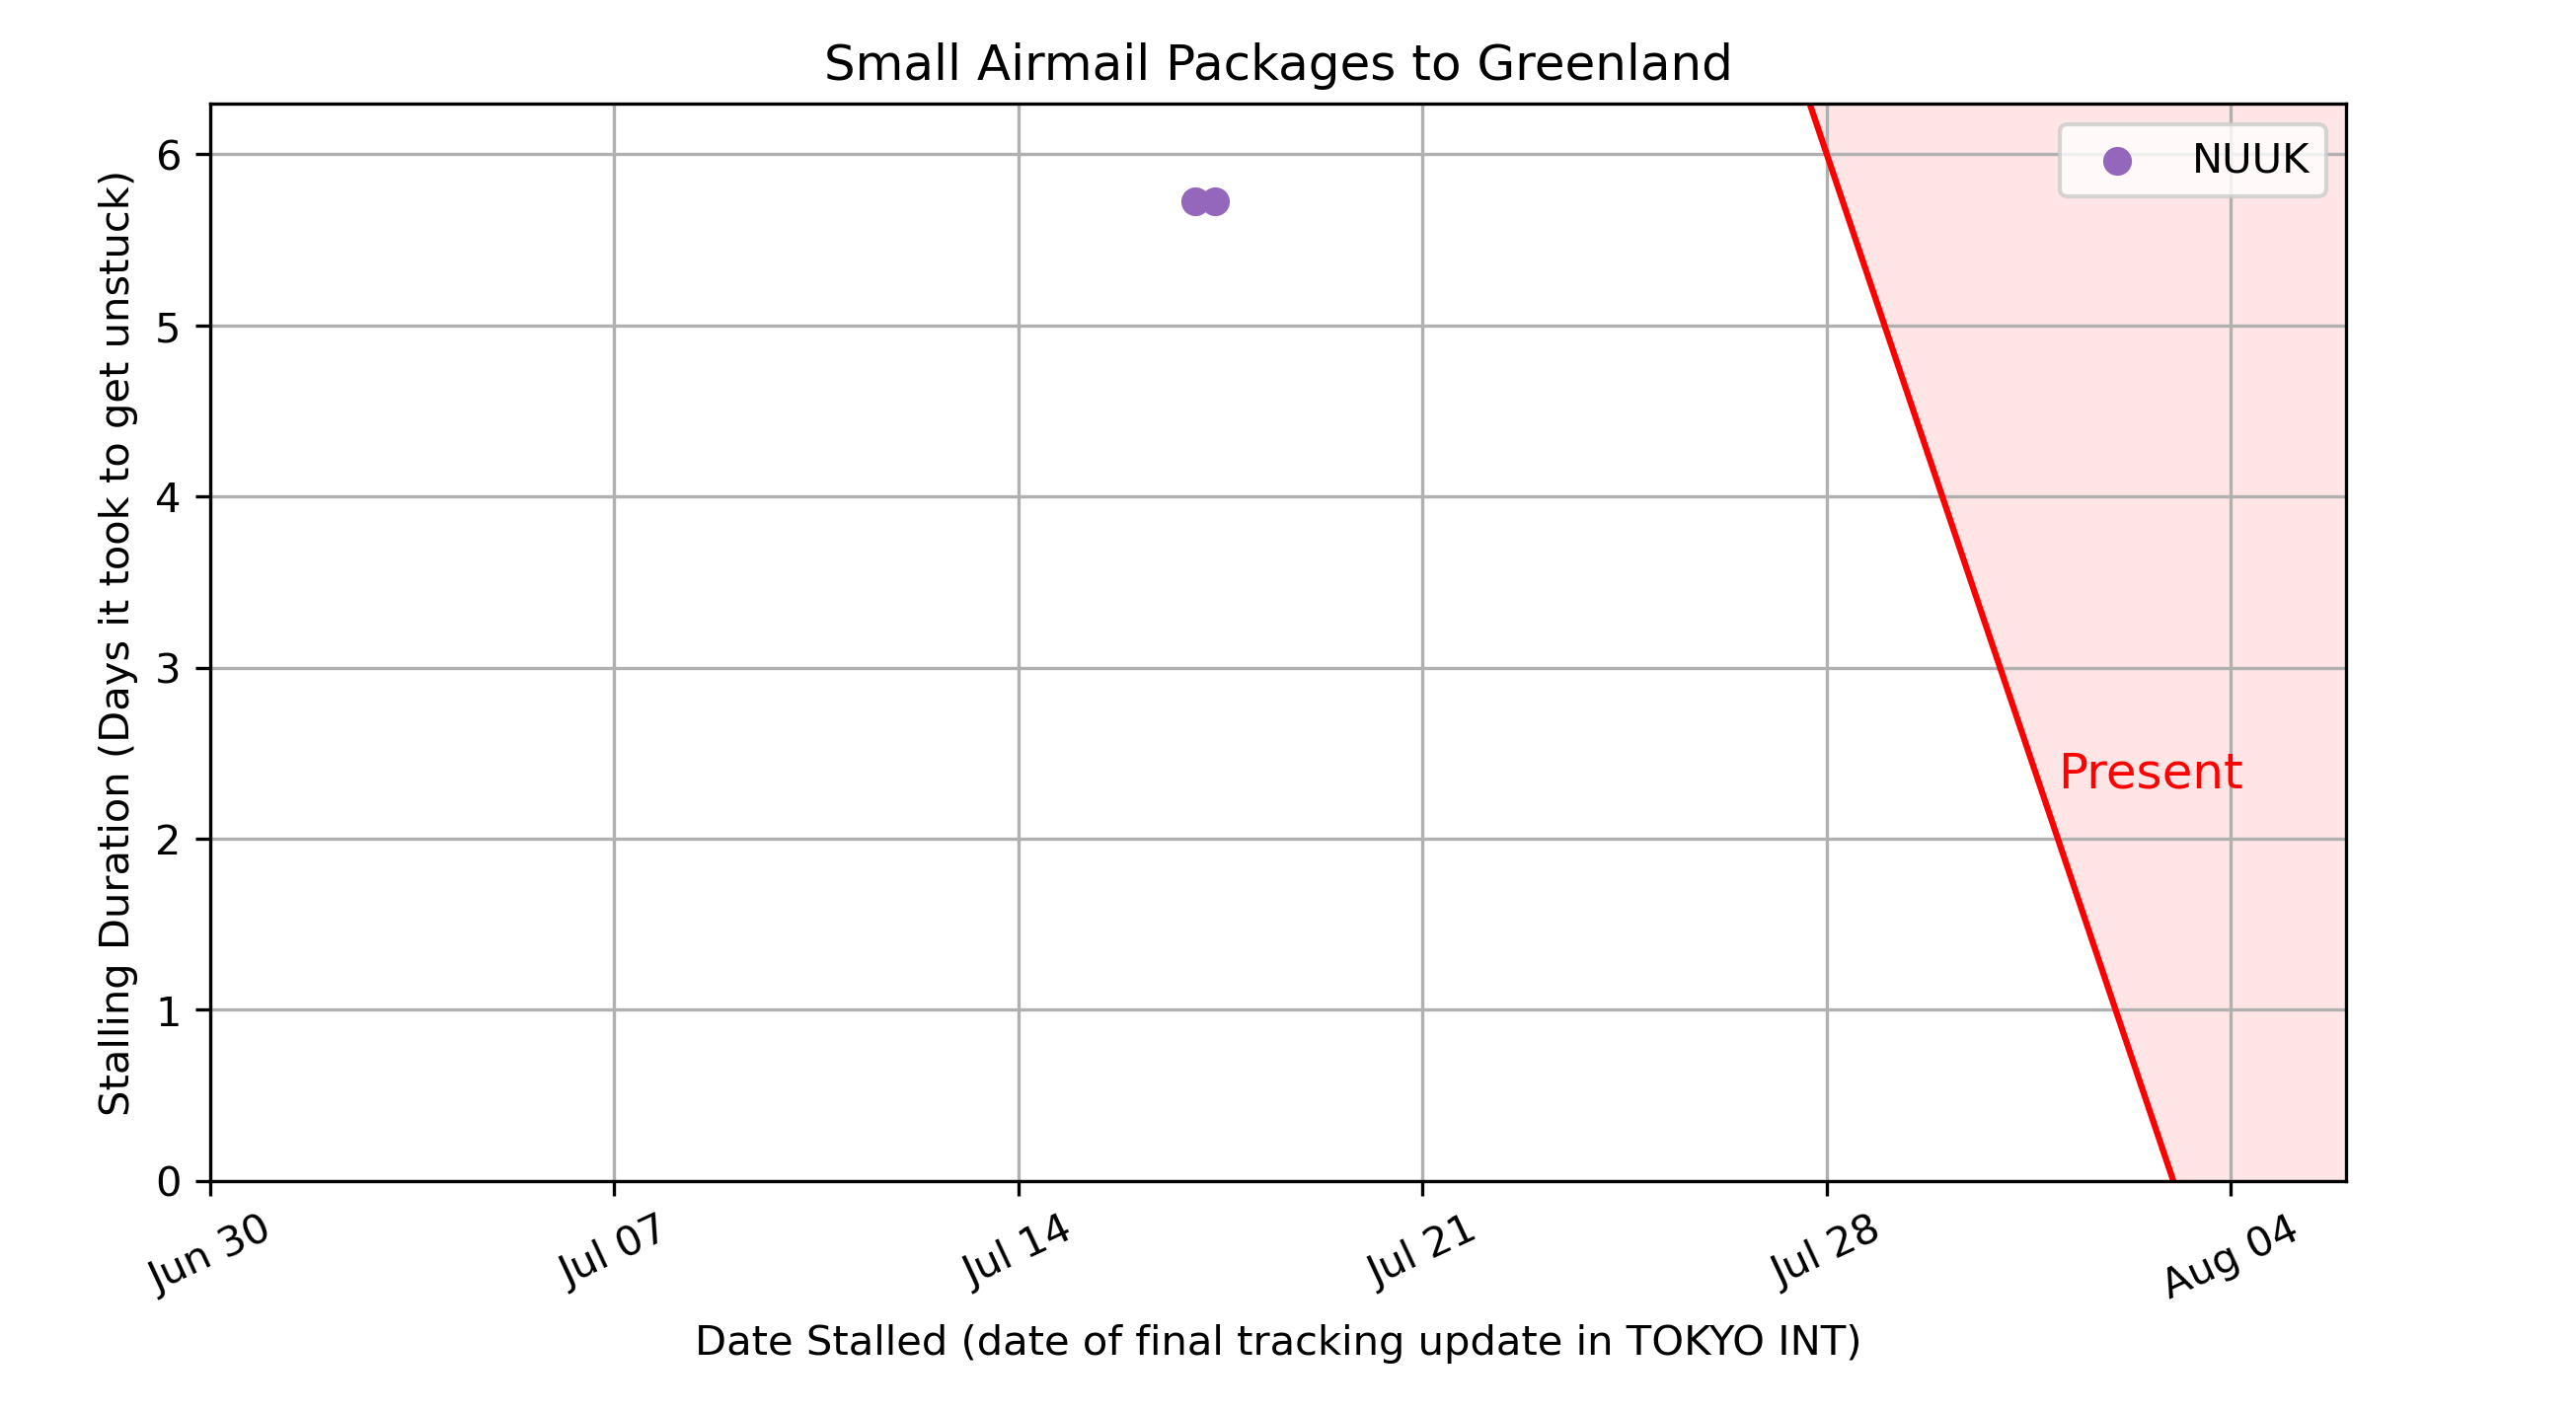 Small Airmail Packages to Greenland
NUUK
Stalling Duration (Days it took to get unstuck)
6
5
4
3
2
1
0
Present
Jun 30
Jul 07
Jul 14
Jul 21
Jul 28
Aug 04
Date Stalled (date of final tracking update in TOKYO INT)